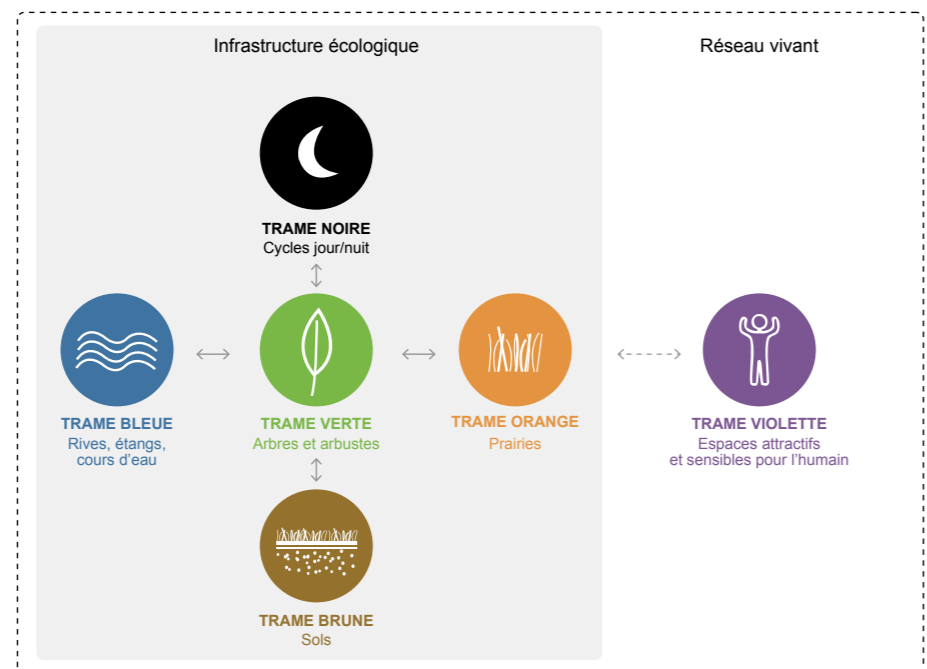 Infrastructure écologique
Réseau vivant
TRAME NOIRE
Cycles jour/nuit
TRAME BLEUE
Rives, étangs,
cours d'eau
TRAME VERTE
Arbres et arbustes
TRAME ORANGE
Prairies
TRAME VIOLETTE
Espaces attractifs
et sensibles pour l'humain
TRAME BRUNE
Sols